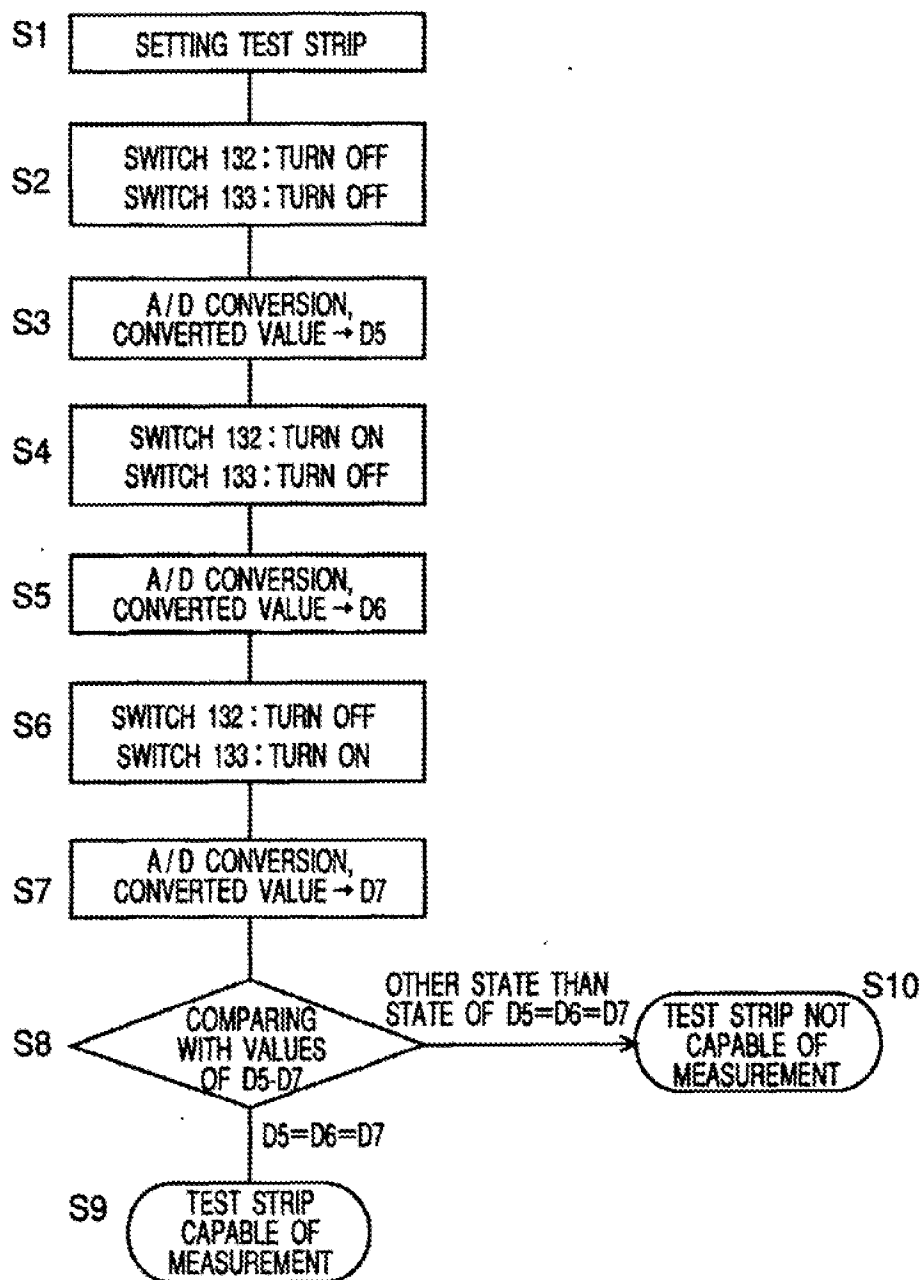 S1
SETTING TEST STRIP
S2
SWITCH 132 : TURN OFF
SWITCH 133 : TURN OFF
S3
A/D CONVERSION,
CONVERTED VALUE → D5
S4
SWITCH 132 : TURN ON
SWITCH 133 : TURN OFF
S5
A/D CONVERSION,
CONVERTED VALUE → D6
S6
SWITCH 132 : TURN OFF
SWITCH 133 : TURN ON
S7
A/D CONVERSION,
CONVERTED VALUE → D7
S8
COMPARING
WITH VALUES
OF D5-D7
OTHER STATE THAN
STATE OF D5=D6=D7
S10
TEST STRIP NOT
CAPABLE OF
MEASUREMENT
D5=D6=D7
S9
TEST STRIP
CAPABLE OF
MEASUREMENT